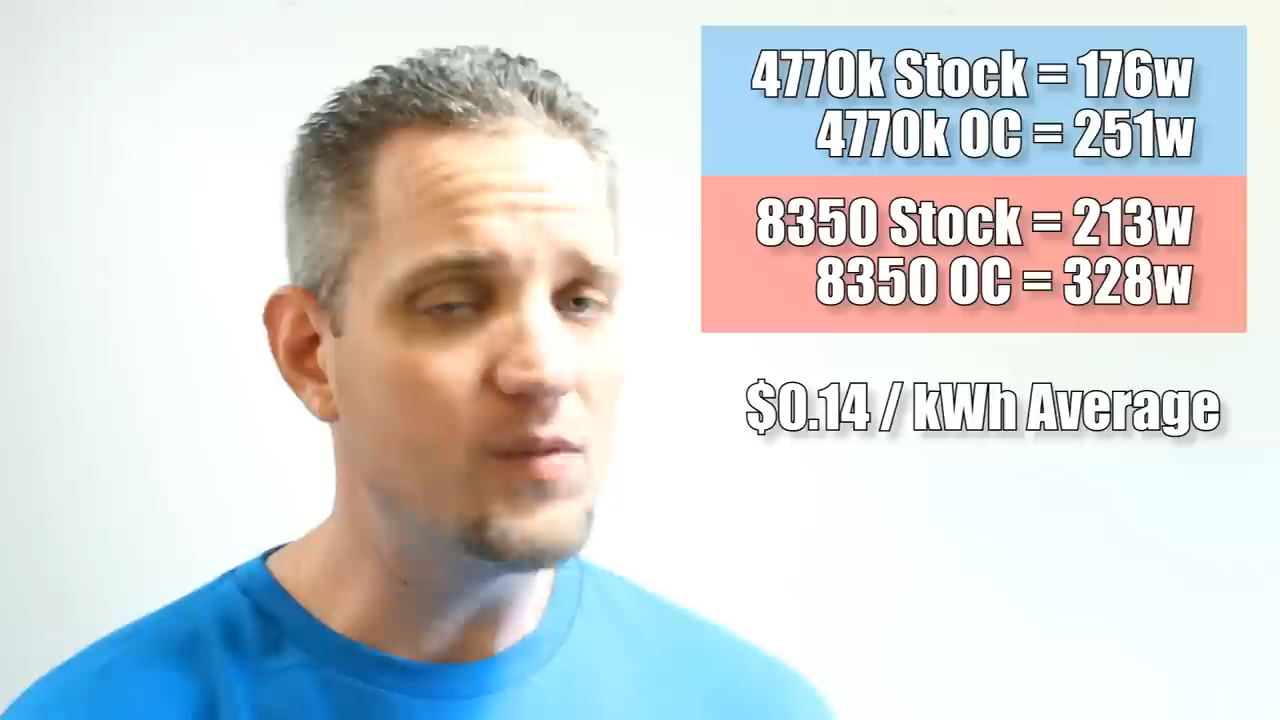 4770k Stock = 176w
4770k OC = 251w
8350 Stock = 213w
8350 OC = 328w
$0.14 / kWh Average